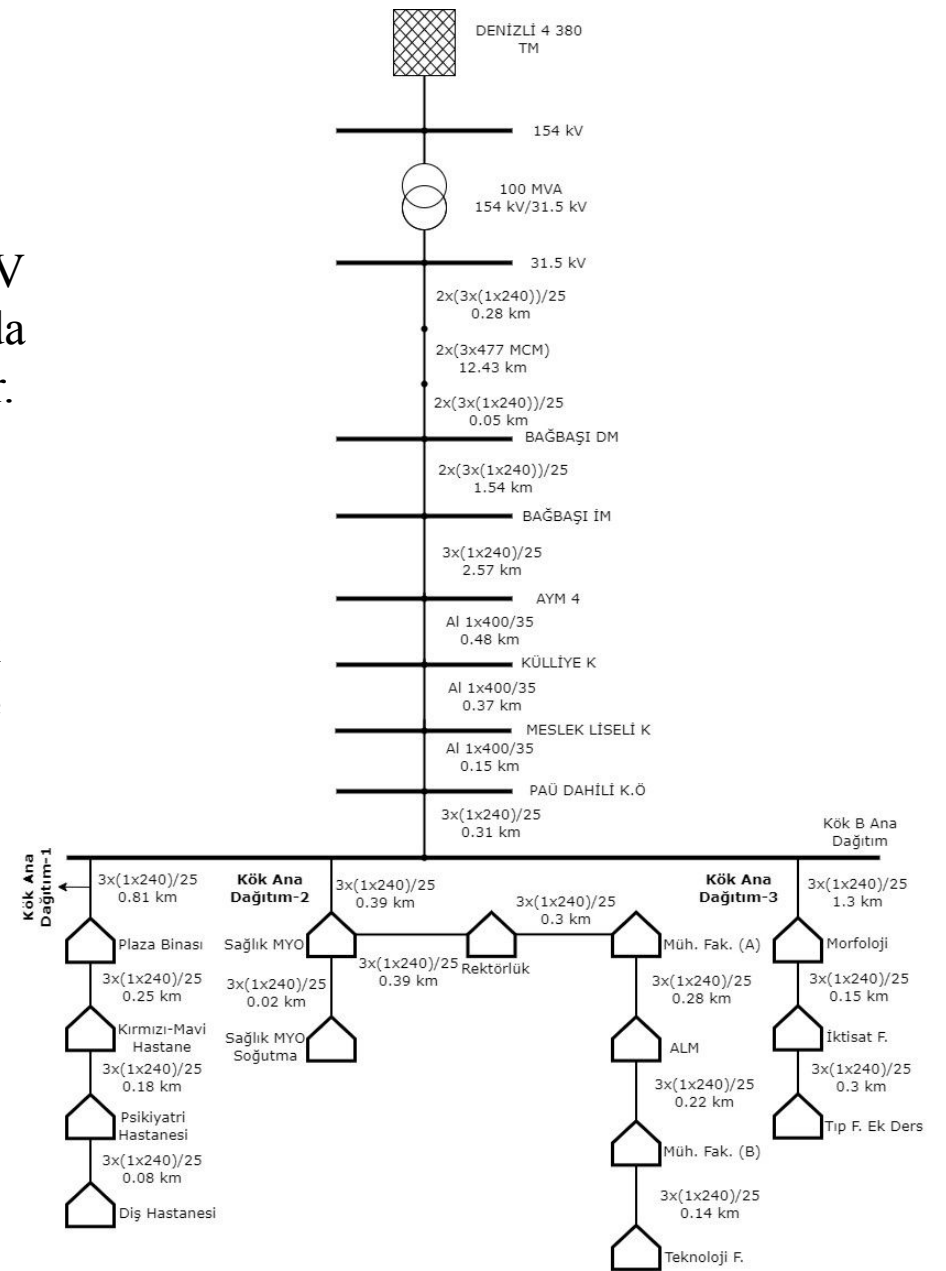 DENİZLİ 4 380
TM
154 kV
100 MVA
154 kV/31.5 kV
31.5 kV
2x(3x(1x240))/25
0.28 km
2x(3x477 MCM)
12.43 km
2x(3x(1x240))/25
0.05 km
BAĞBAŞI DM
2x(3x(1x240))/25
1.54 km
BAĞBAŞI İM
3x(1x240)/25
2.57 km
AYM 4
Al 1x400/35
0.48 km
KÜLLİYE K
Al 1x400/35
0.37 km
MESLEK LİSELİ K
Al 1x400/35
0.15 km
PAÜ DAHİLİ K.Ö
3x(1x240)/25
0.31 km
Kök B Ana
Dağıtım
Kök Ana
Dağıtım-1
3x(1x240)/25
0.81 km
Plaza Binası
3x(1x240)/25
0.25 km
Kırmızı-Mavi
Hastane
3x(1x240)/25
0.18 km
Psikiyatri
Hastanesi
3x(1x240)/25
0.08 km
Diş Hastanesi
Kök Ana
Dağıtım-2
3x(1x240)/25
0.39 km
Sağlık MYO
3x(1x240)/25
0.02 km
Sağlık MYO
Soğutma
3x(1x240)/25
0.39 km
Rektörlük
3x(1x240)/25
0.3 km
Müh. Fak. (A)
3x(1x240)/25
0.28 km
ALM
3x(1x240)/25
0.22 km
Müh. Fak. (B)
3x(1x240)/25
0.14 km
Teknoloji F.
Kök Ana
Dağıtım-3
3x(1x240)/25
1.3 km
Morfoloji
3x(1x240)/25
0.15 km
İktisat F.
3x(1x240)/25
0.3 km
Tıp F. Ek Ders